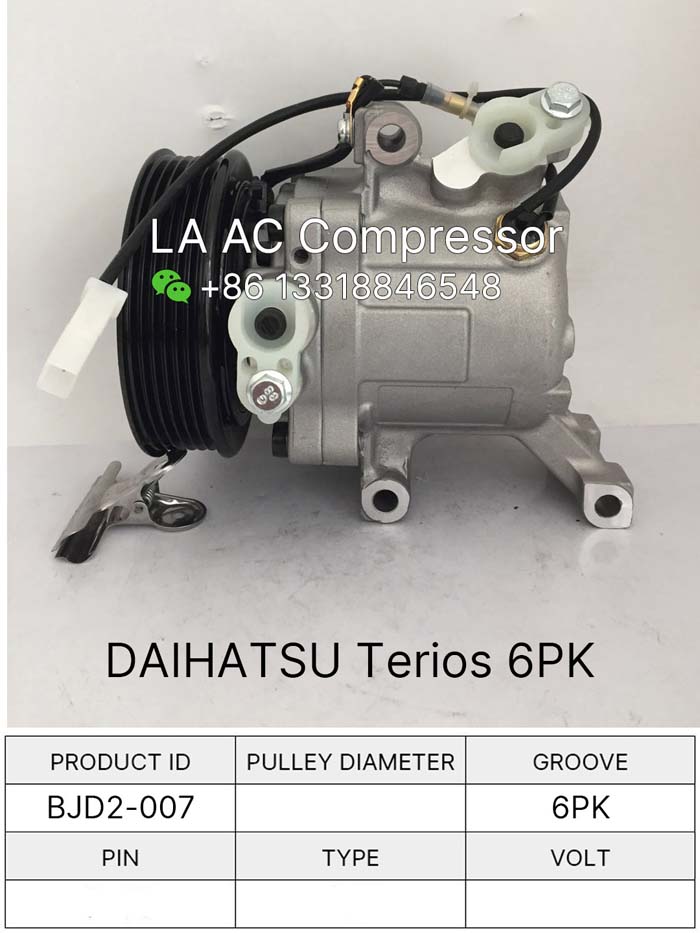 LA AC Compressor
+86 13318846548
DAIHATSU Terios 6PK
PRODUCT ID PULLEY DIAMETER GROOVE
BJD2-007 6PK
PIN TYPE VOLT